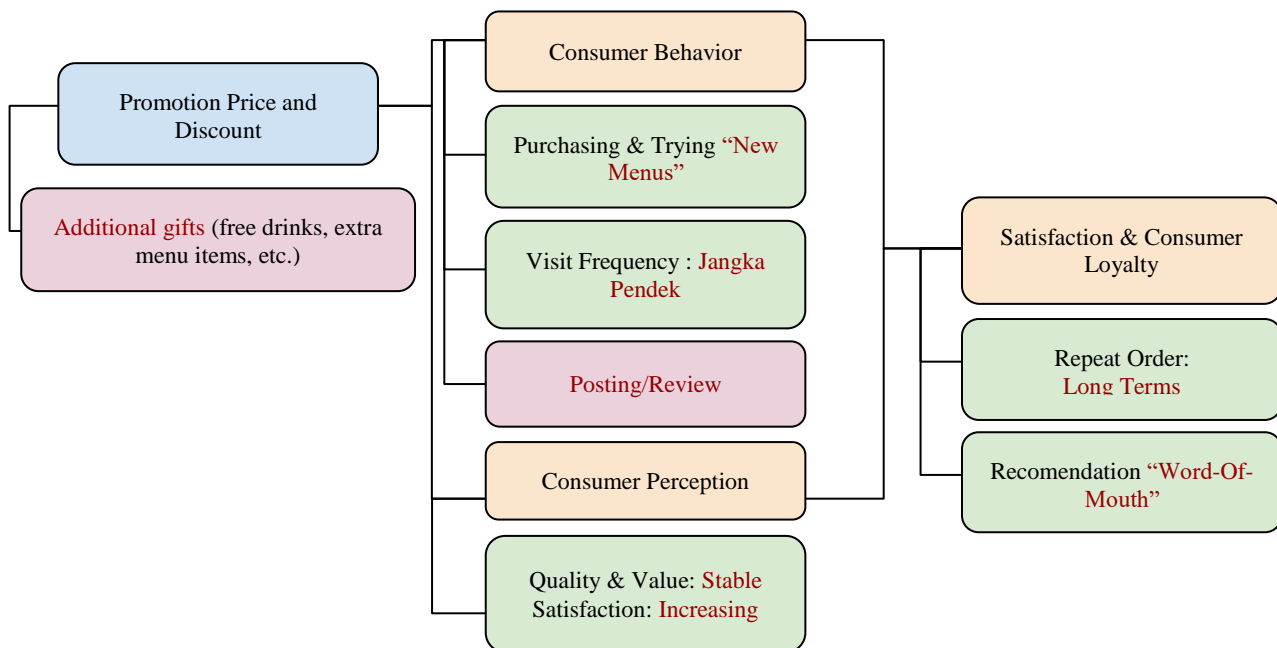 Promotion Price and
Discount
Additional gifts (free drinks, extra
menu items, etc.)
Consumer Behavior
Purchasing & Trying “New
Menus”
Visit Frequency : Jangka
Pendek
Posting/Review
Consumer Perception
Quality & Value: Stable
Satisfaction: Increasing
Satisfaction & Consumer
Loyalty
Repeat Order:
Long Terms
Recomendation “Word-Of-
Mouth”